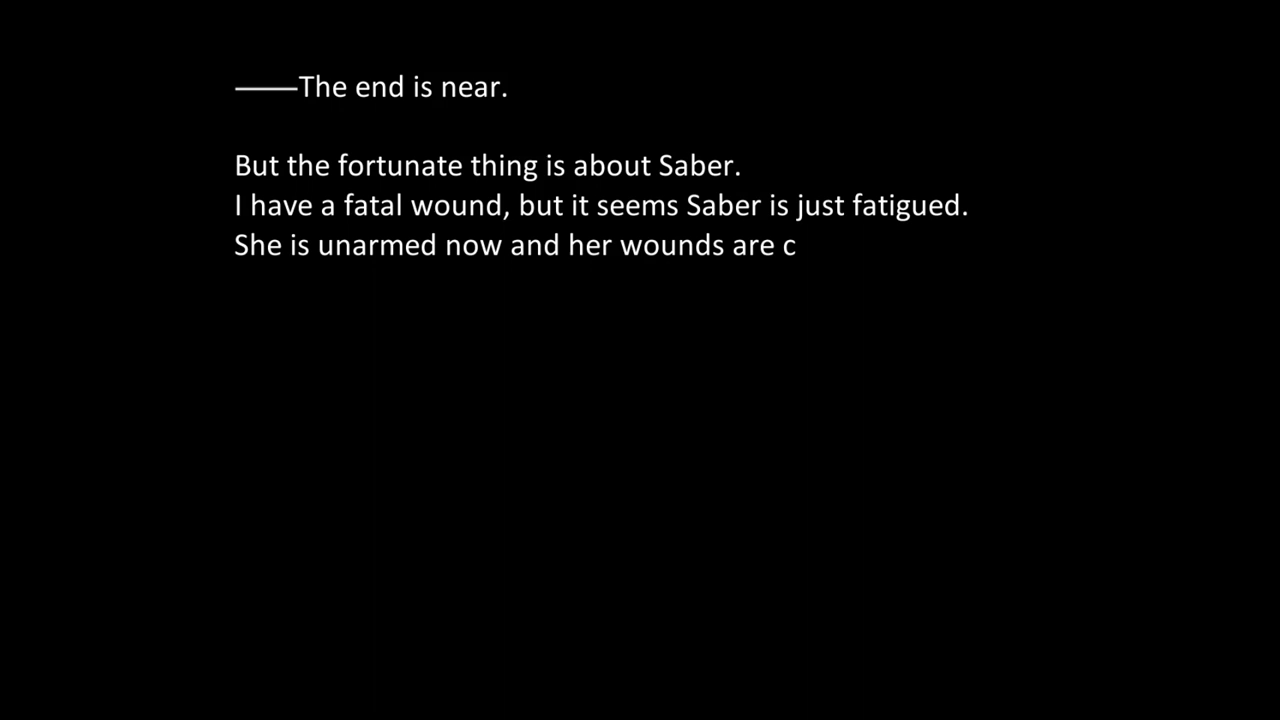 ───The end is near.
But the fortunate thing is about Saber.
I have a fatal wound, but it seems Saber is just fatigued.
She is unarmed now and her wounds are c